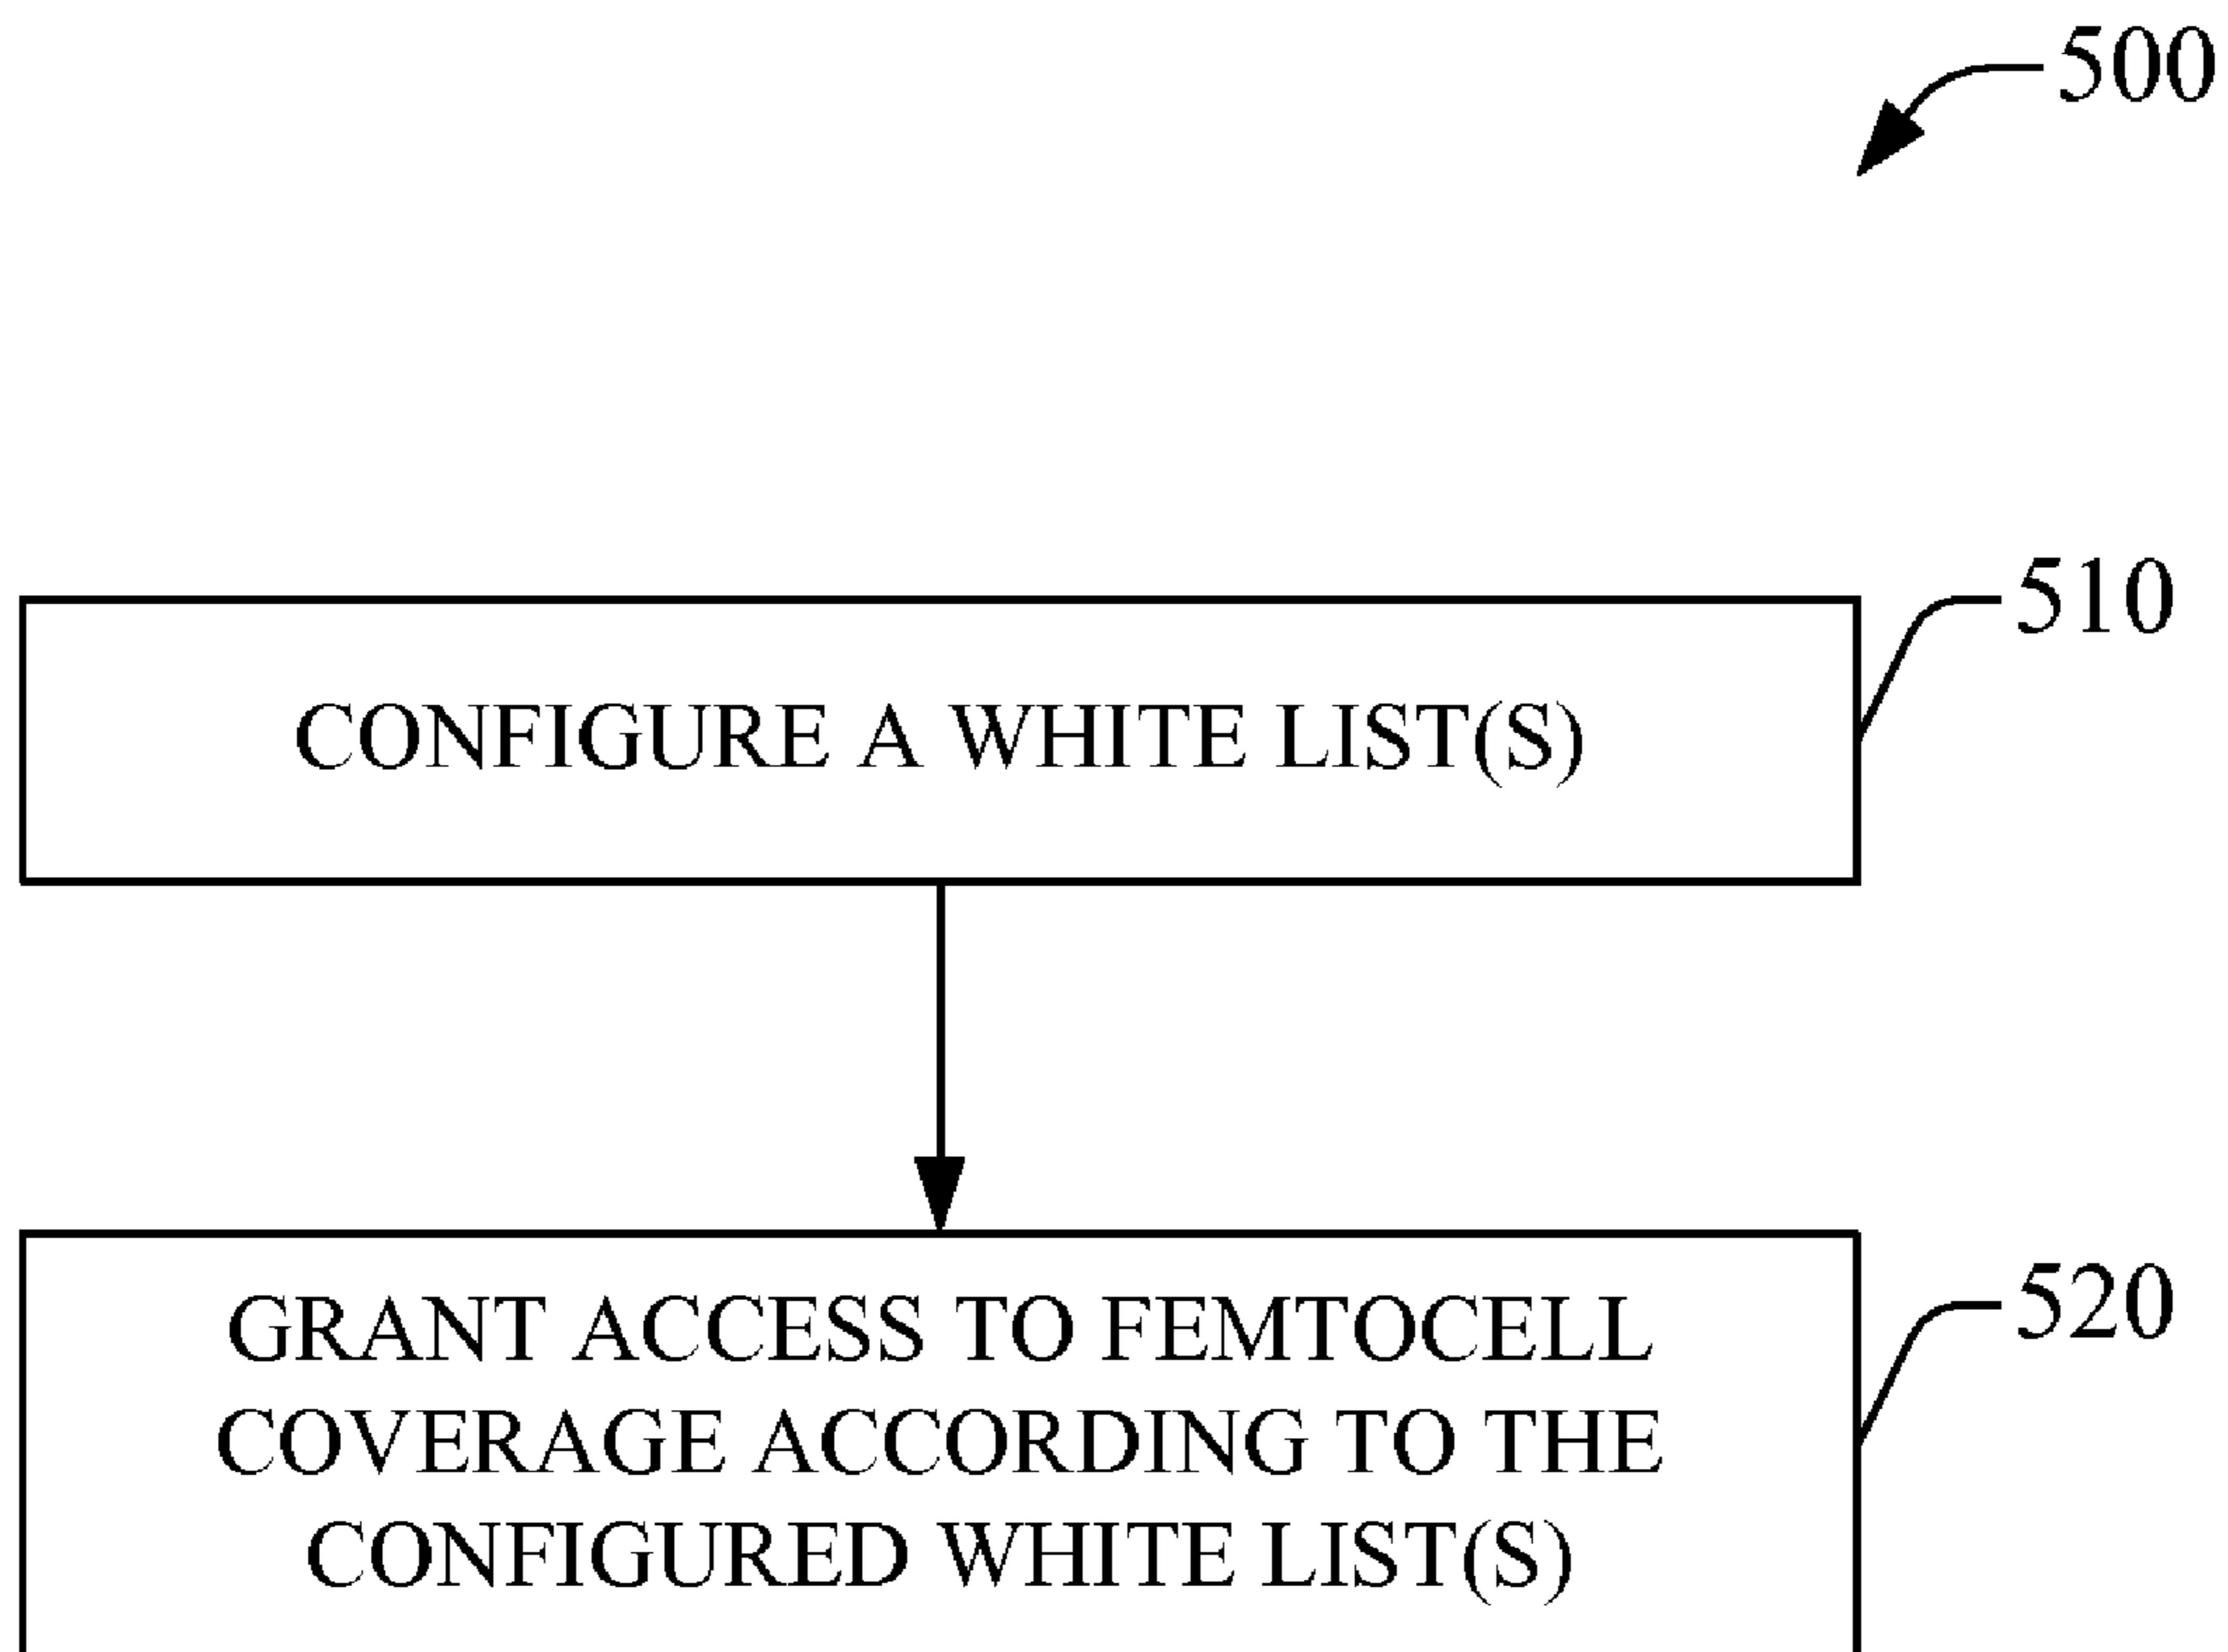 500
510
CONFIGURE A WHITE LIST(S)
520
GRANT ACCESS TO FEMTOCELL
COVERAGE ACCORDING TO THE
CONFIGURED WHITE LIST(S)